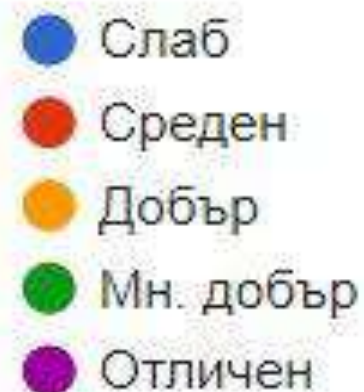 Слаб
Среден
Добър
Мн. добър
Отличен